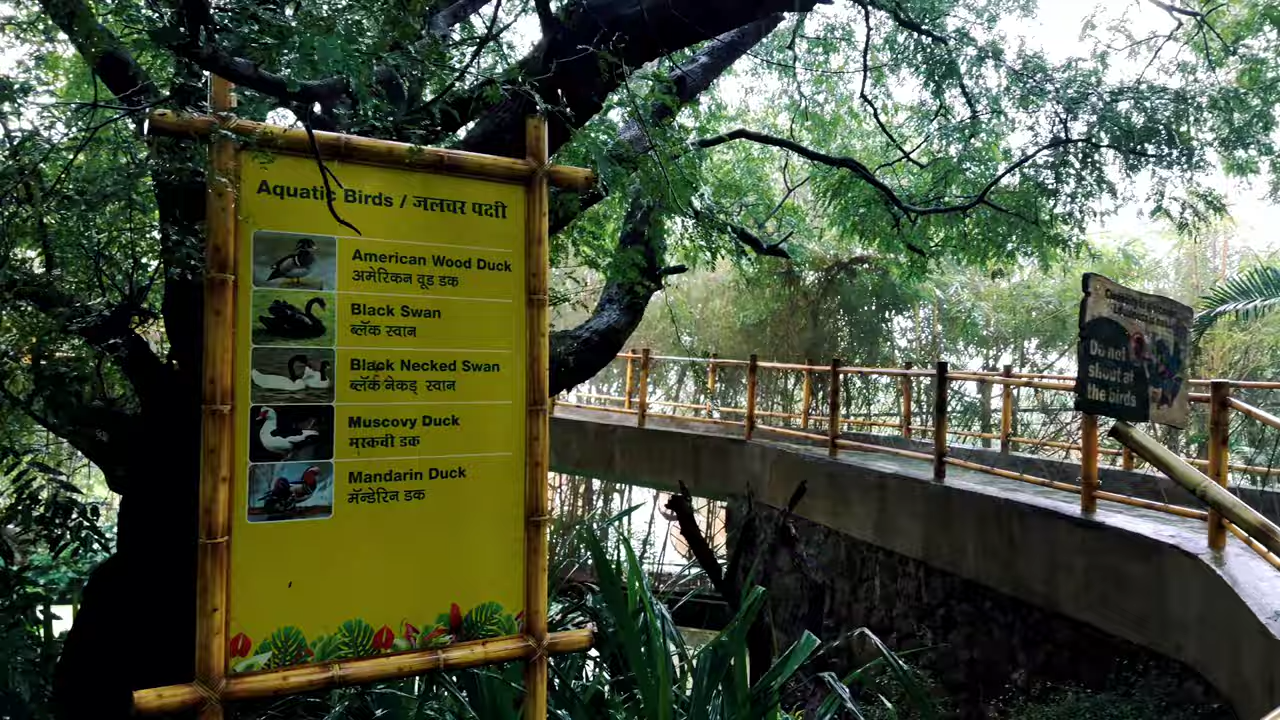 Aquatic Birds / जलचर पक्षी
American Wood Duck
अमेरिकन वूड डक
Black Swan
ब्लॅक स्वान
Black Necked Swan
ब्लॅक नेकड् स्वान
Muscovy Duck
मस्कवी डक
Mandarin Duck
मॅन्डेरिन डक
Do not
shout at
the birds